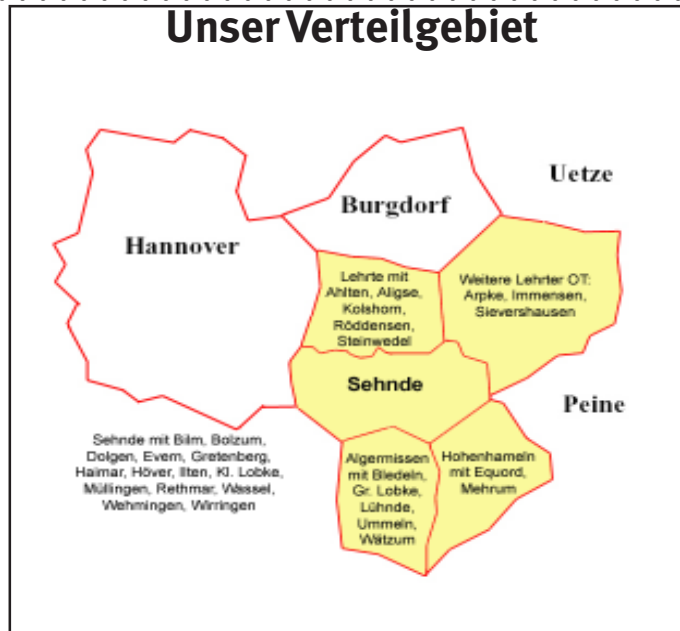 Unser Verteilgebiet
Uetze
Burgdorf
Hannover
Lehrte mit
Ahlten, Aligse,
Kolshorn,
Röddensen,
Steinwedel
Weitere Lehrter OT:
Arpke, Immensen,
Sievershausen
Sehnde
Peine
Sehnde mit Bilm, Bolzum,
Dolgen, Evern, Gretenberg,
Haimar, Höver, Ilten, Kl. Lobke,
Müllingen, Rethmar, Wassel,
Wehmingen, Wirringen
Algermissen
mit Bledeln,
Gr. Lobke,
Lühnde,
Ummeln,
Wätzum
Hohenhameln
mit Equord,
Mehrum